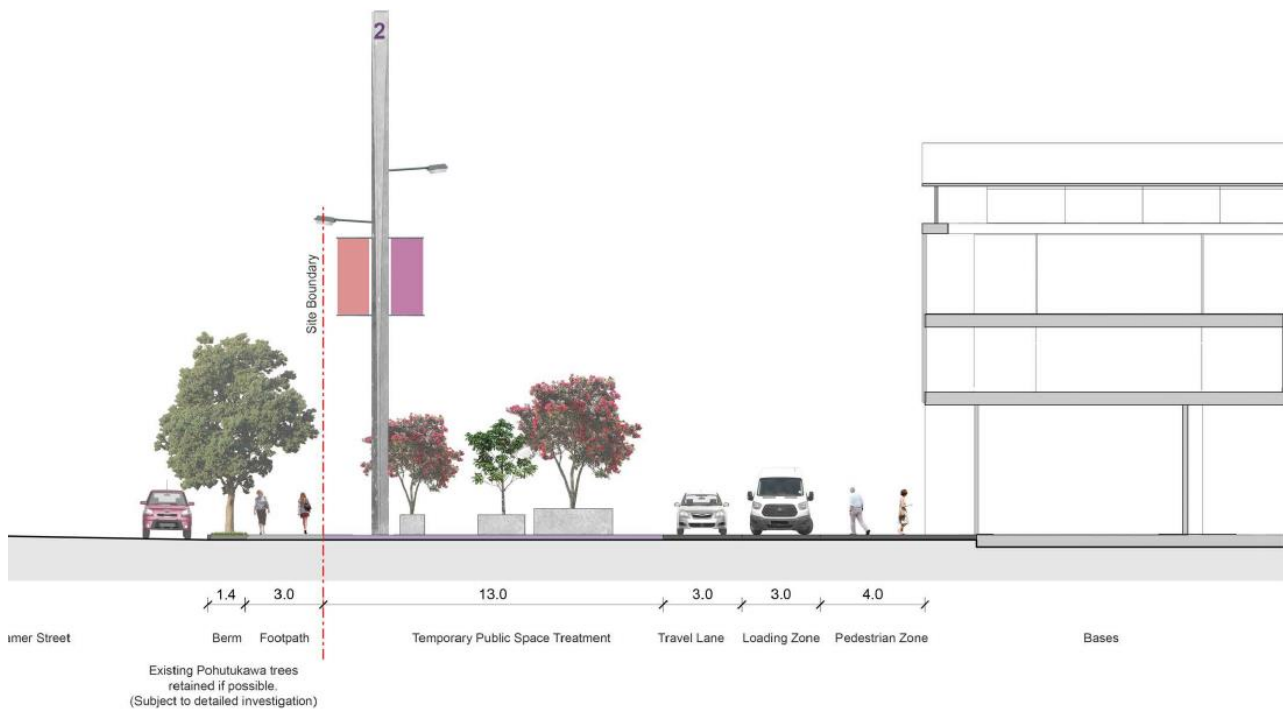 2
Site Boundary
1.4 3.0 13.0 3.0 3.0 4.0
amer Street Berm Footpath Temporary Public Space Treatment Travel Lane Loading Zone Pedestrian Zone Bases
Existing Pohutukawa trees
retained if possible.
(Subject to detailed investigation)